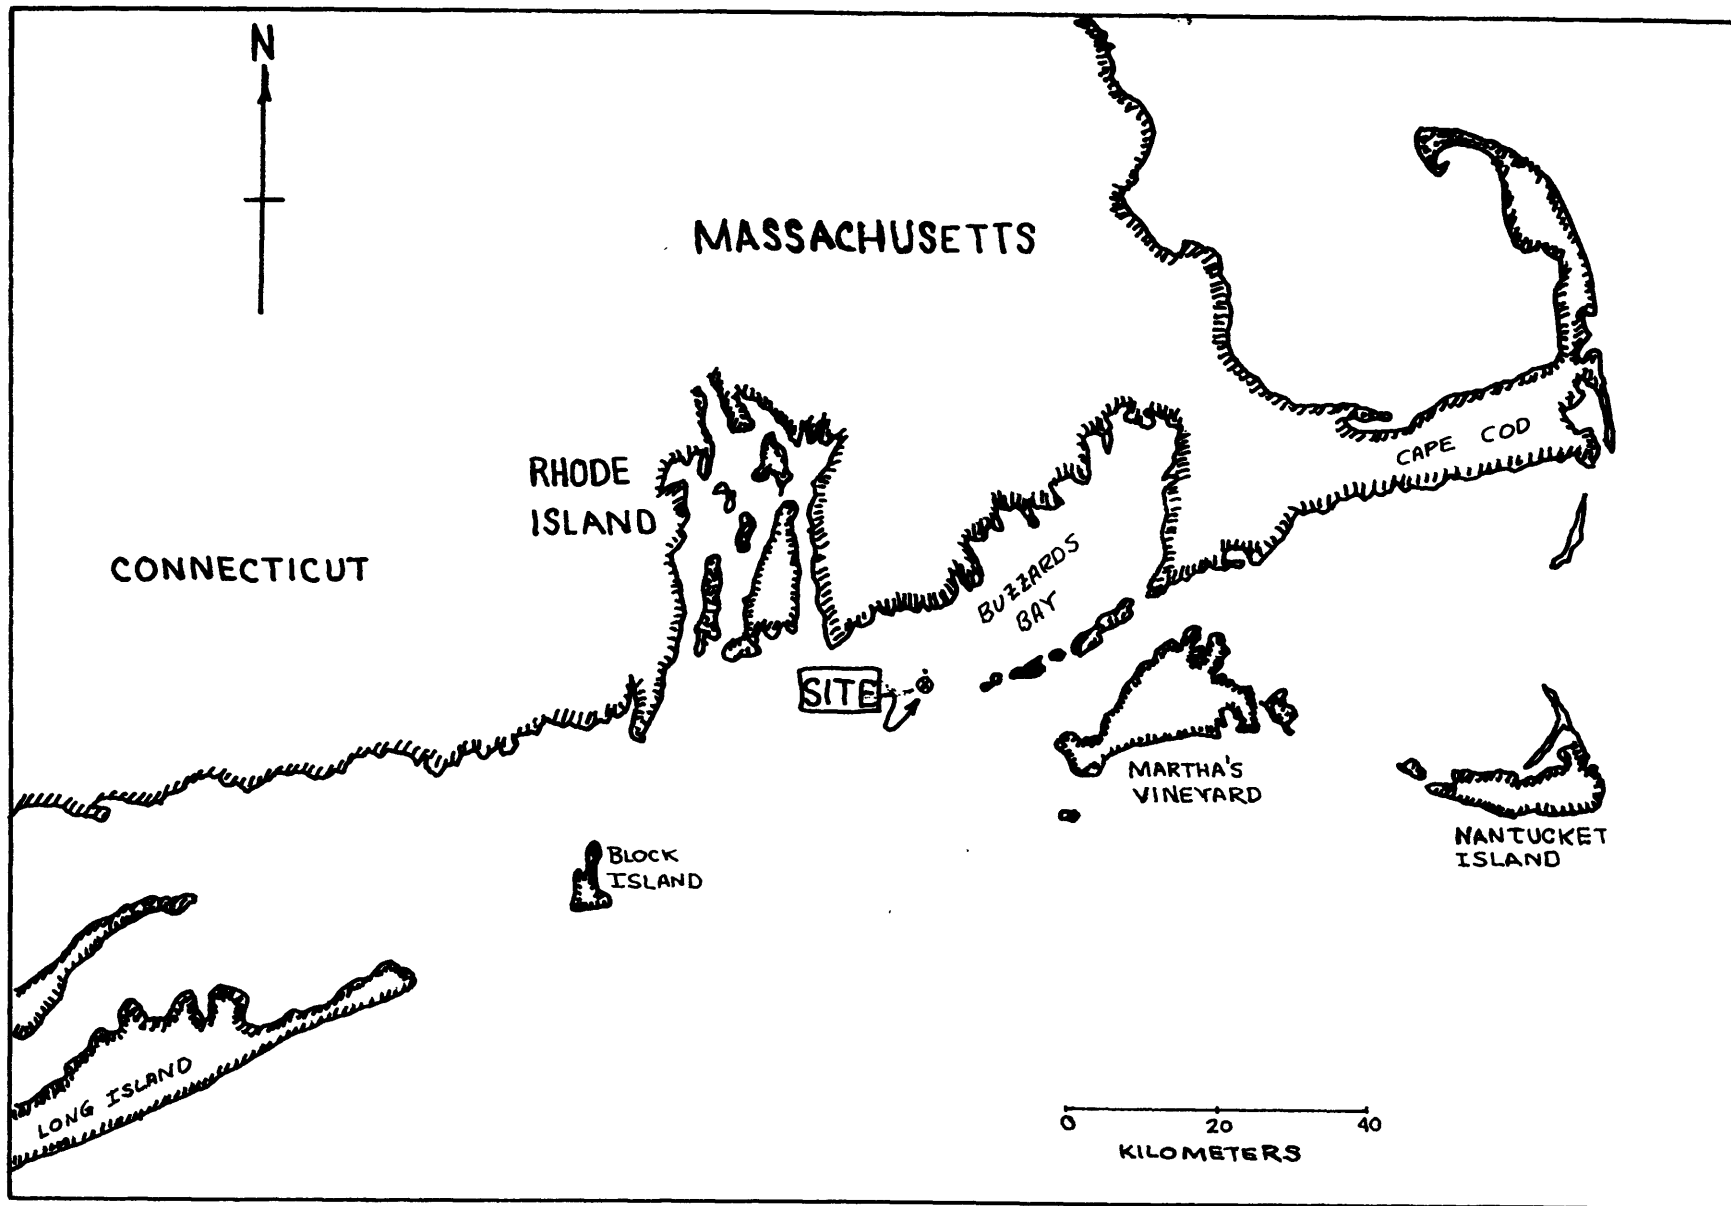 N
MASSACHUSETTS
RHODE
ISLAND
CONNECTICUT
CAPE COD
BUZZARDS
BAY
SITE
MARTHA'S
VINEYARD
NANTUCKET
ISLAND
BLOCK
ISLAND
LONG ISLAND
0 20 40
KILOMETERS